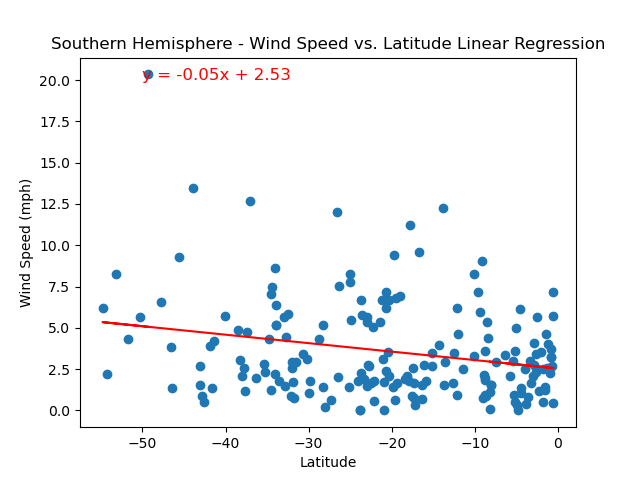 Southern Hemisphere - Wind Speed vs. Latitude Linear Regression
y = -0.05x + 2.53
20.0
17.5
15.0
12.5
10.0
7.5
5.0
2.5
0.0
Wind Speed (mph)
−50 −40 −30 −20 −10 0
Latitude